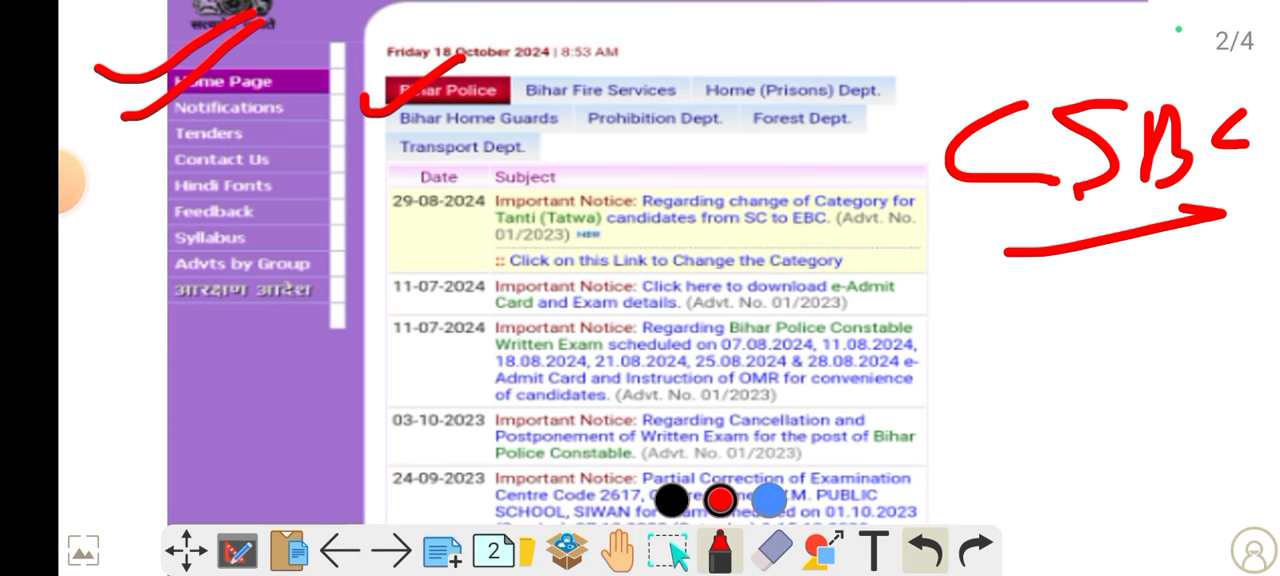 सत्यमेव जयते
2/4
Friday 18 October 2024 | 8:53 AM
Home Page
Notifications
Tenders
Contact Us
Hindi Fonts
Feedback
Syllabus
Advts by Group
आरक्षण आदेश
Bihar Police
Bihar Fire Services
Home (Prisons) Dept.
Bihar Home Guards
Prohibition Dept.
Forest Dept.
Transport Dept.
CSBC
Date Subject
29-08-2024 Important Notice: Regarding change of Category for
Tanti (Tatwa) candidates from SC to EBC. (Advt. No.
01/2023) NEW
:: Click on this Link to Change the Category
11-07-2024 Important Notice: Click here to download e-Admit
Card and Exam details. (Advt. No. 01/2023)
11-07-2024 Important Notice: Regarding Bihar Police Constable
Written Exam scheduled on 07.08.2024, 11.08.2024,
18.08.2024, 21.08.2024, 25.08.2024 & 28.08.2024 e-
Admit Card and Instruction of OMR for convenience
of candidates. (Advt. No. 01/2023)
03-10-2023 Important Notice: Regarding Cancellation and
Postponement of Written Exam for the post of Bihar
Police Constable. (Advt. No. 01/2023)
24-09-2023 Important Notice: Partial Correction of Examination
Centre Code 2617, M. PUBLIC
SCHOOL, SIWAN for on 01.10.2023
2
T